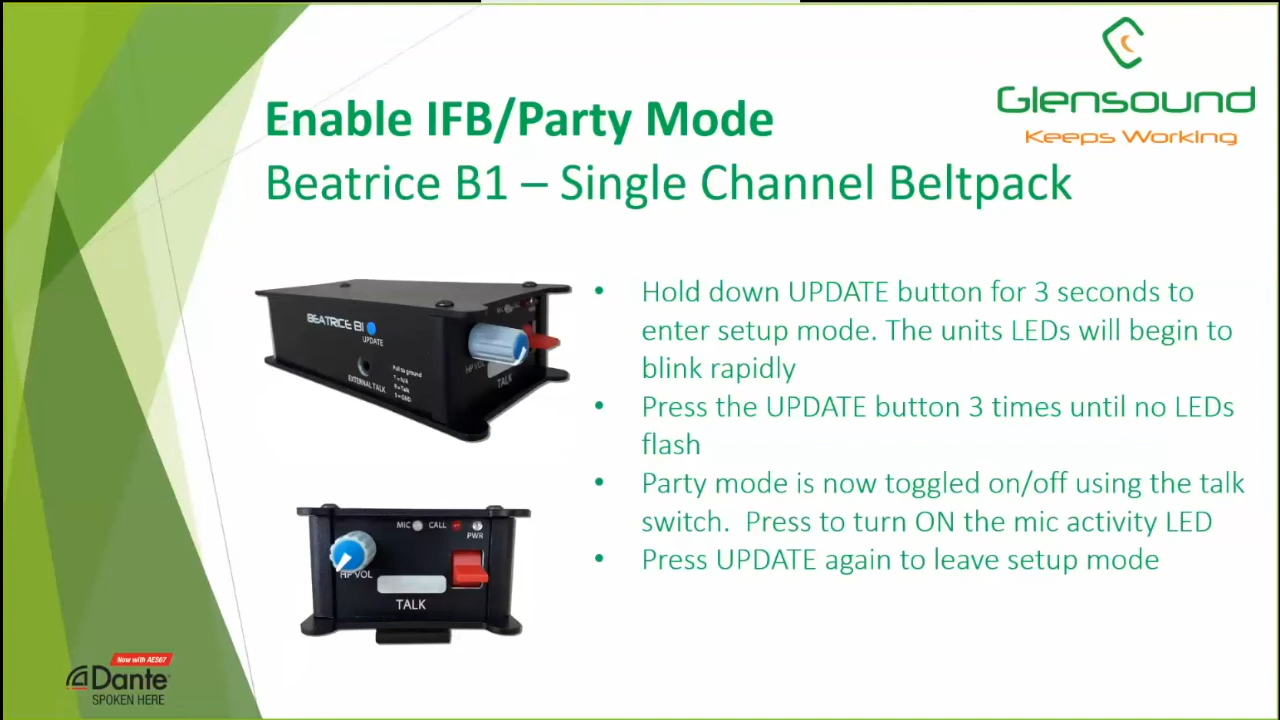 Glensound
Keeps Working
Enable IFB/Party Mode
Beatrice B1 – Single Channel Beltpack
• Hold down UPDATE button for 3 seconds to
enter setup mode. The units LEDs will begin to
blink rapidly
• Press the UPDATE button 3 times until no LEDs
flash
• Party mode is now toggled on/off using the talk
switch. Press to turn ON the mic activity LED
• Press UPDATE again to leave setup mode
BEATRICE B1
UPDATE
EXTERNAL TALK
Pull to ground
HP VOL
TALK
MIC CALL
PWR
HP VOL
TALK
Now with AES67
Dante
SPOKEN HERE